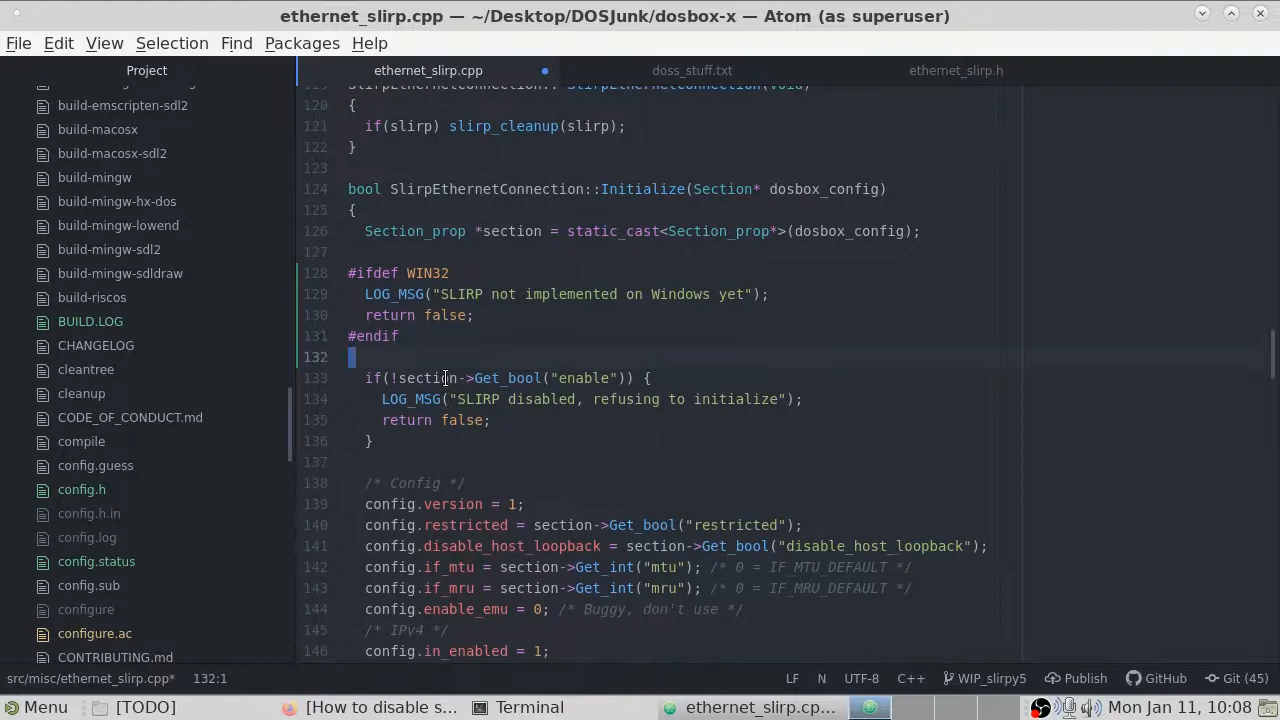 ethernet_slirp.cpp — ~/Desktop/DOSJunk/dosbox-x — Atom (as superuser)
File Edit View Selection Find Packages Help
Project
build-emscripten-sdl2
build-macosx
build-macosx-sdl2
build-mingw
build-mingw-hx-dos
build-mingw-lowend
build-mingw-sdl2
build-mingw-sdldraw
build-riscos
BUILD.LOG
CHANGELOG
cleantree
cleanup
CODE_OF_CONDUCT.md
compile
config.guess
config.h
config.h.in
config.log
config.status
config.sub
configure
configure.ac
CONTRIBUTING.md
ethernet_slirp.cpp doss_stuff.txt ethernet_slirp.h
120 {
121 if(slirp) slirp_cleanup(slirp);
122 }
123
124 bool SlirpEthernetConnection::Initialize(Section* dosbox_config)
125 {
126 Section_prop *section = static_cast<Section_prop*>(dosbox_config);
127
128 #ifdef WIN32
129 LOG_MSG("SLIRP not implemented on Windows yet");
130 return false;
131 #endif
132
133 if(!section->Get_bool("enable")) {
134 LOG_MSG("SLIRP disabled, refusing to initialize");
135 return false;
136 }
137
138 /* Config */
139 config.version = 1;
140 config.restricted = section->Get_bool("restricted");
141 config.disable_host_loopback = section->Get_bool("disable_host_loopback");
142 config.if_mtu = section->Get_int("mtu"); /* 0 = IF_MTU_DEFAULT */
143 config.if_mru = section->Get_int("mru"); /* 0 = IF_MRU_DEFAULT */
144 config.enable_emu = 0; /* Buggy, don't use */
145 /* IPv4 */
146 config.in_enabled = 1;
src/misc/ethernet_slirp.cpp* 132:1 LF N UTF-8 C++ WIP_slirpy5 Publish GitHub Git (45)
Menu [TODO] [How to disable s... Terminal ethernet_slirp.cp... Mon Jan 11, 10:08